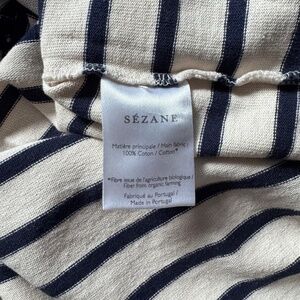 SÉZANE
Matière principale / Main fabric
100% Coton / Cotton*
*Fibre issue de l'agriculture biologique /
Fiber from organic farming
Fabriqué au Portugal /
Made in Portugal